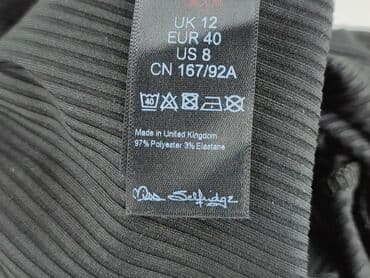 UK 12
EUR 40
US 8
CN 167/92A
40
Made in United Kingdom
97% Polyester 3% Elastane
Miss Selfridge